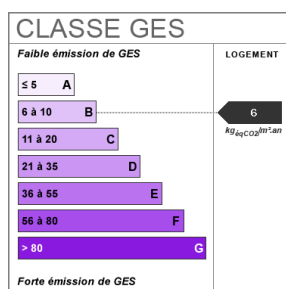 CLASSE GES
Faible émission de GES
LOGEMENT
≤ 5 A
6 à 10 B
6
kgéqCO2/m².an
11 à 20 C
21 à 35 D
36 à 55 E
56 à 80 F
> 80 G
Forte émission de GES